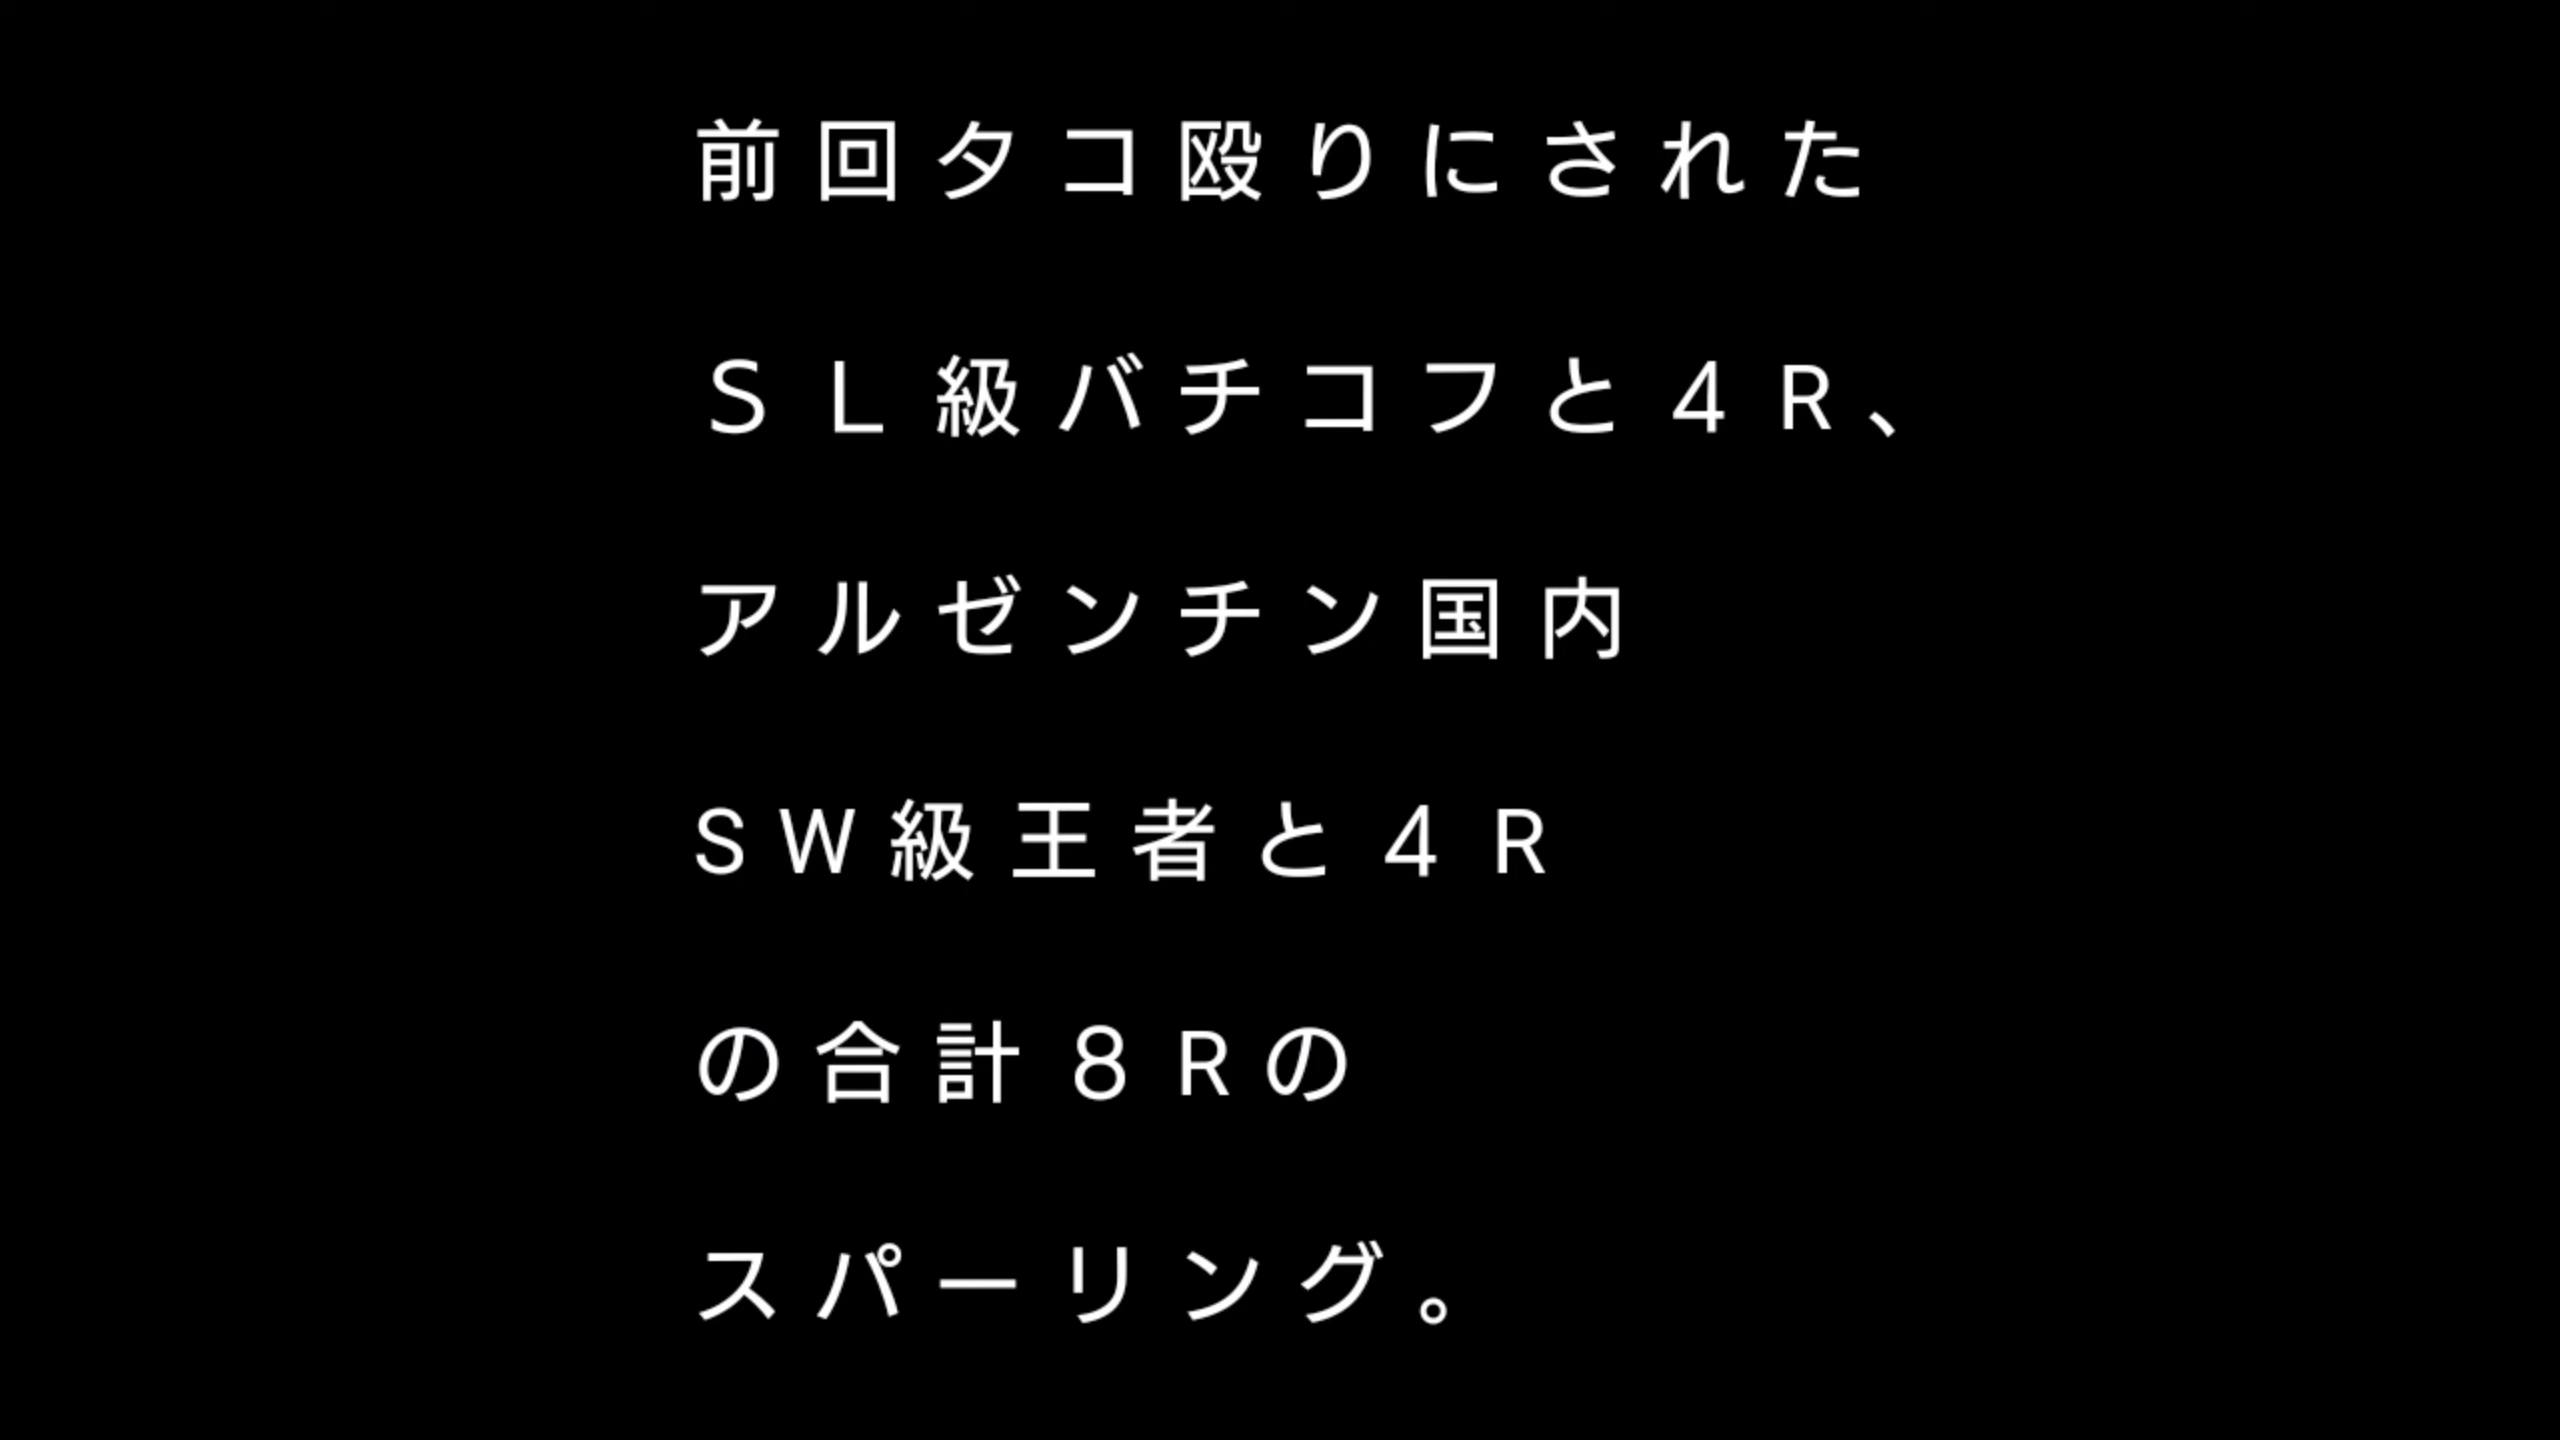 前回タコ殴りにされた
ＳＬ級バチコフと４R、
アルゼンチン国内
SW級王者と４R
の合計８Rの
スパーリング。